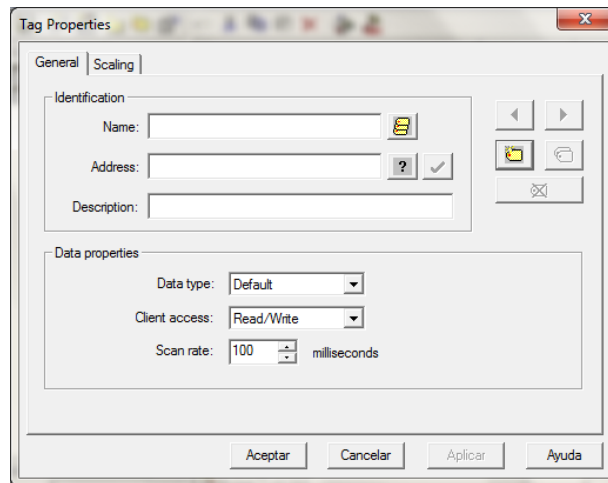 Tag Properties
General Scaling
Identification
Name:
Address: ?
Description:
Data properties
Data type: Default
Client access: Read/Write
Scan rate: 100 milliseconds
Aceptar Cancelar Aplicar Ayuda